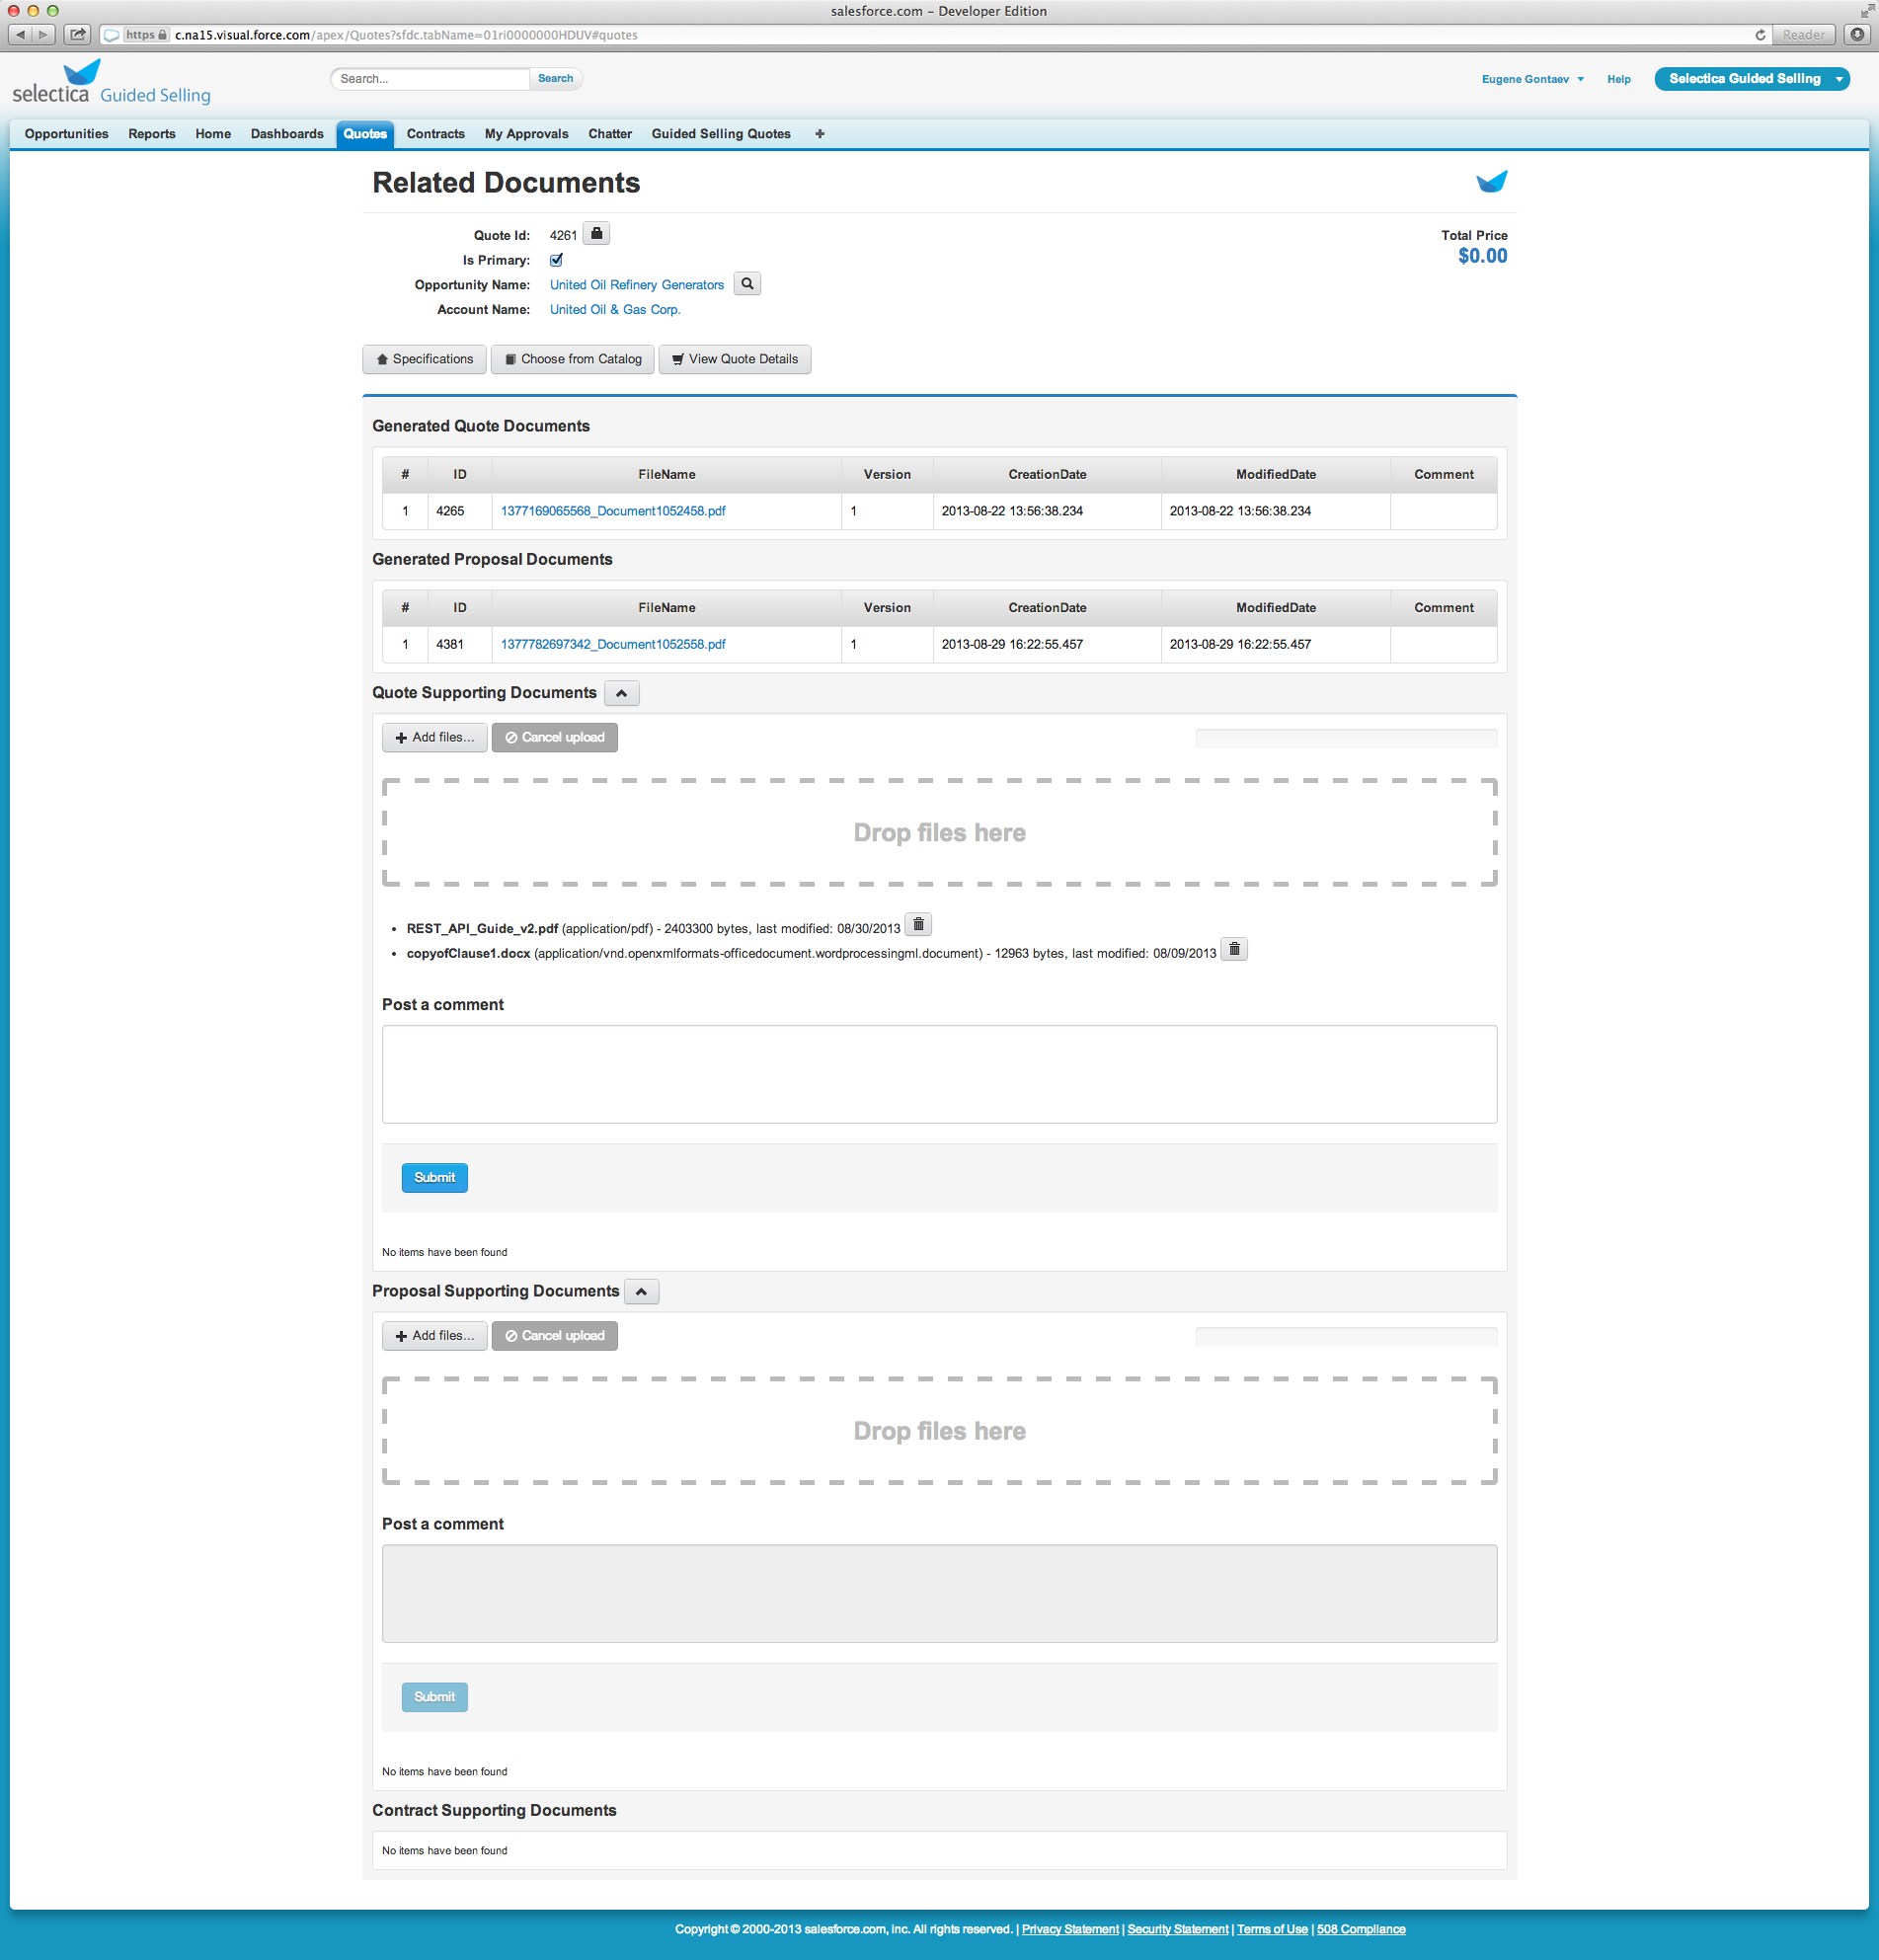 salesforce.com – Developer Edition
https c.na15.visual.force.com/apex/Quotes?sfdc.tabName=01ri0000000HDUV#quotes Reader
selectica Guided Selling
Search... Search
Eugene Gontaev Help Selectica Guided Selling
Opportunities Reports Home Dashboards Quotes Contracts My Approvals Chatter Guided Selling Quotes +
Related Documents
Quote Id: 4261
Total Price
Is Primary:
$0.00
Opportunity Name: United Oil Refinery Generators
Account Name: United Oil & Gas Corp.
Specifications Choose from Catalog View Quote Details
Generated Quote Documents
# ID FileName Version CreationDate ModifiedDate Comment
1 4265 1377169065568_Document1052458.pdf 1 2013-08-22 13:56:38.234 2013-08-22 13:56:38.234
Generated Proposal Documents
# ID FileName Version CreationDate ModifiedDate Comment
1 4381 1377782697342_Document1052558.pdf 1 2013-08-29 16:22:55.457 2013-08-29 16:22:55.457
Quote Supporting Documents
Add files... Cancel upload
Drop files here
• REST_API_Guide_v2.pdf (application/pdf) - 2403300 bytes, last modified: 08/30/2013
• copyofClause1.docx (application/vnd.openxmlformats-officedocument.wordprocessingml.document) - 12963 bytes, last modified: 08/09/2013
Post a comment
Submit
No items have been found
Proposal Supporting Documents
Add files... Cancel upload
Drop files here
Post a comment
Submit
No items have been found
Contract Supporting Documents
No items have been found
Copyright © 2000-2013 salesforce.com, inc. All rights reserved. | Privacy Statement | Security Statement | Terms of Use | 508 Compliance